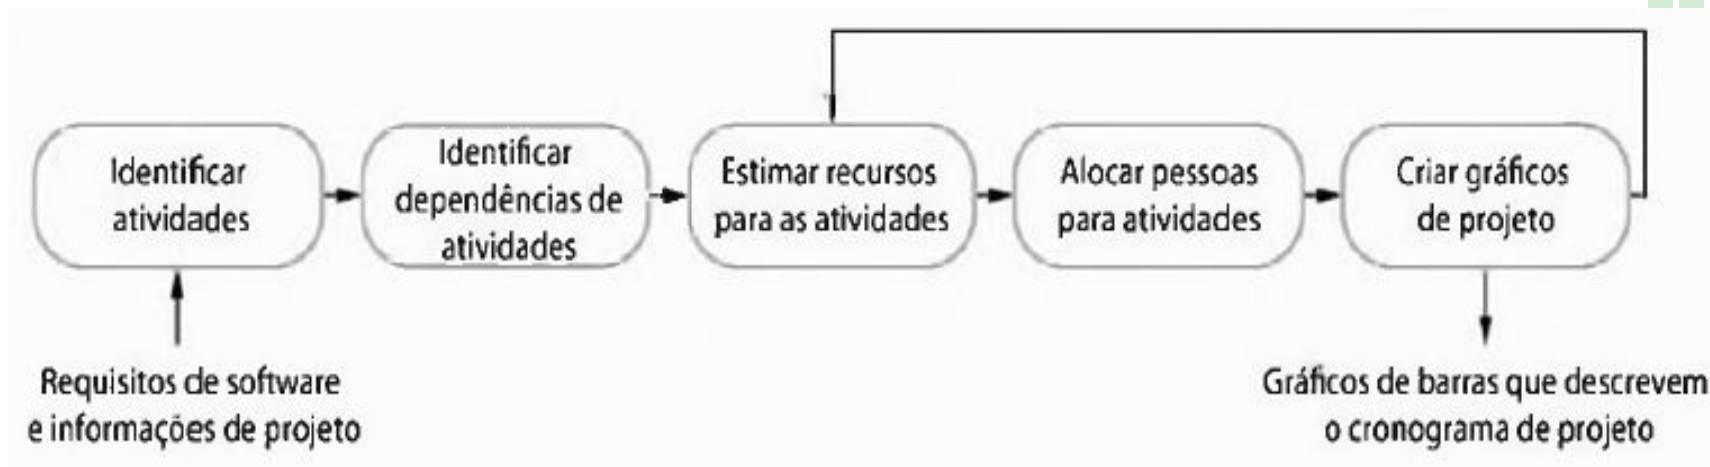 Identificar
atividades
Identificar
dependências de
atividades
Estimar recursos
para as atividades
Alocar pessoas
para atividades
Criar gráficos
de projeto
Requisitos de software
e informações de projeto
Gráficos de barras que descrevem
o cronograma de projeto